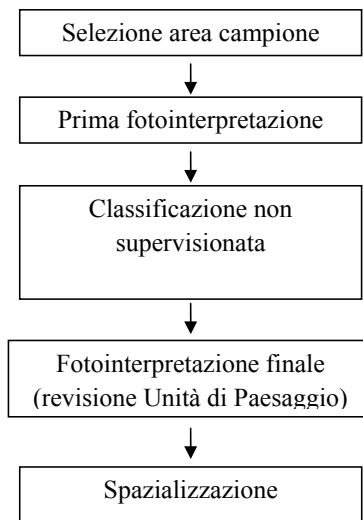 Selezione area campione
Prima fotointerpretazione
Classificazione non
supervisionata
Fotointerpretazione finale
(revisione Unità di Paesaggio)
Spazializzazione